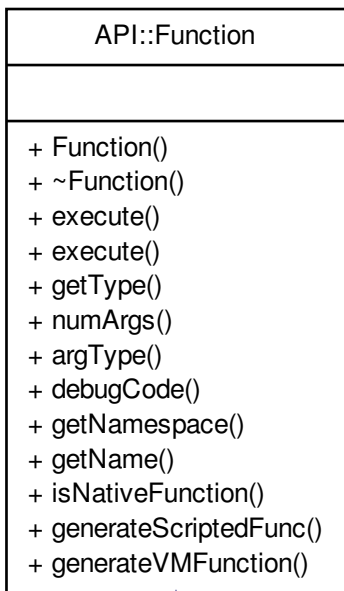 API::Function
+ Function()
+ ~Function()
+ execute()
+ execute()
+ getType()
+ numArgs()
+ argType()
+ debugCode()
+ getNamespace()
+ getName()
+ isNativeFunction()
+ generateScriptedFunc()
+ generateVMFunction()